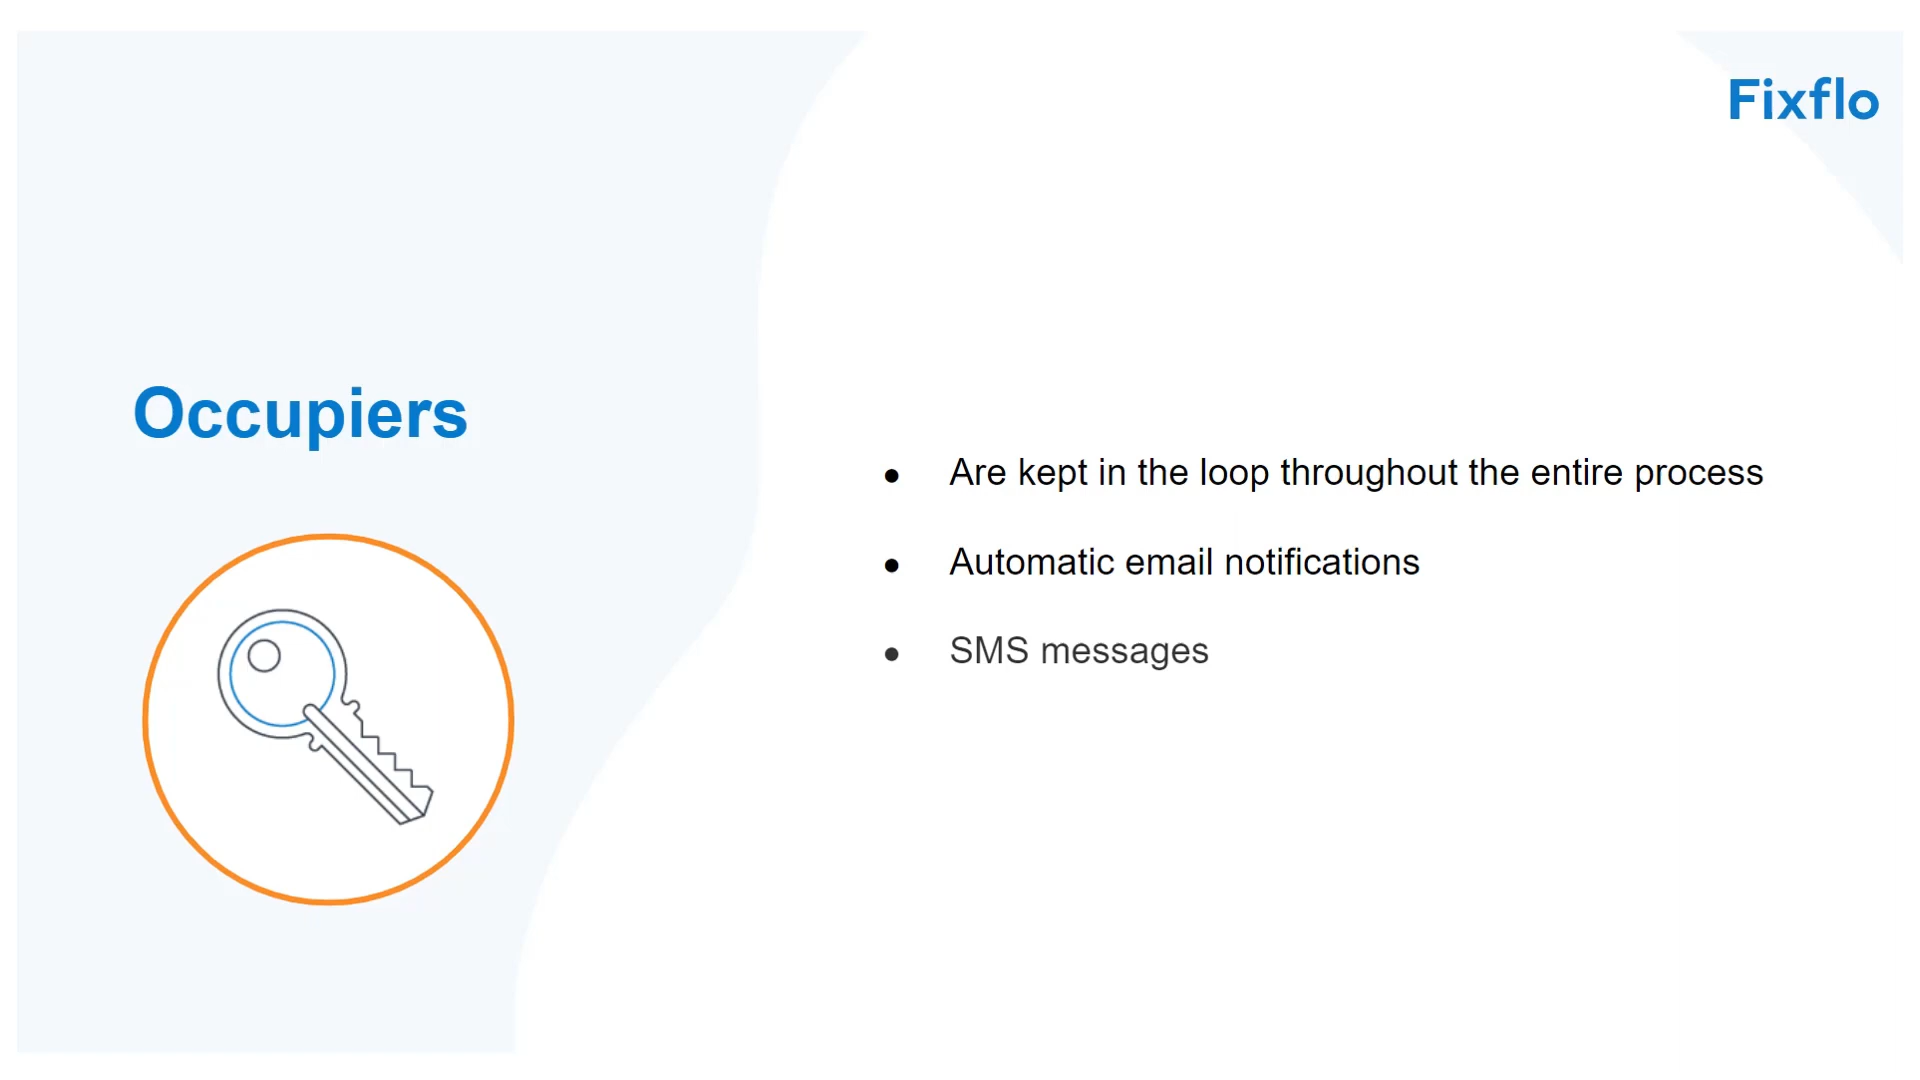 Fixflo
Occupiers
● Are kept in the loop throughout the entire process
● Automatic email notifications
● SMS messages